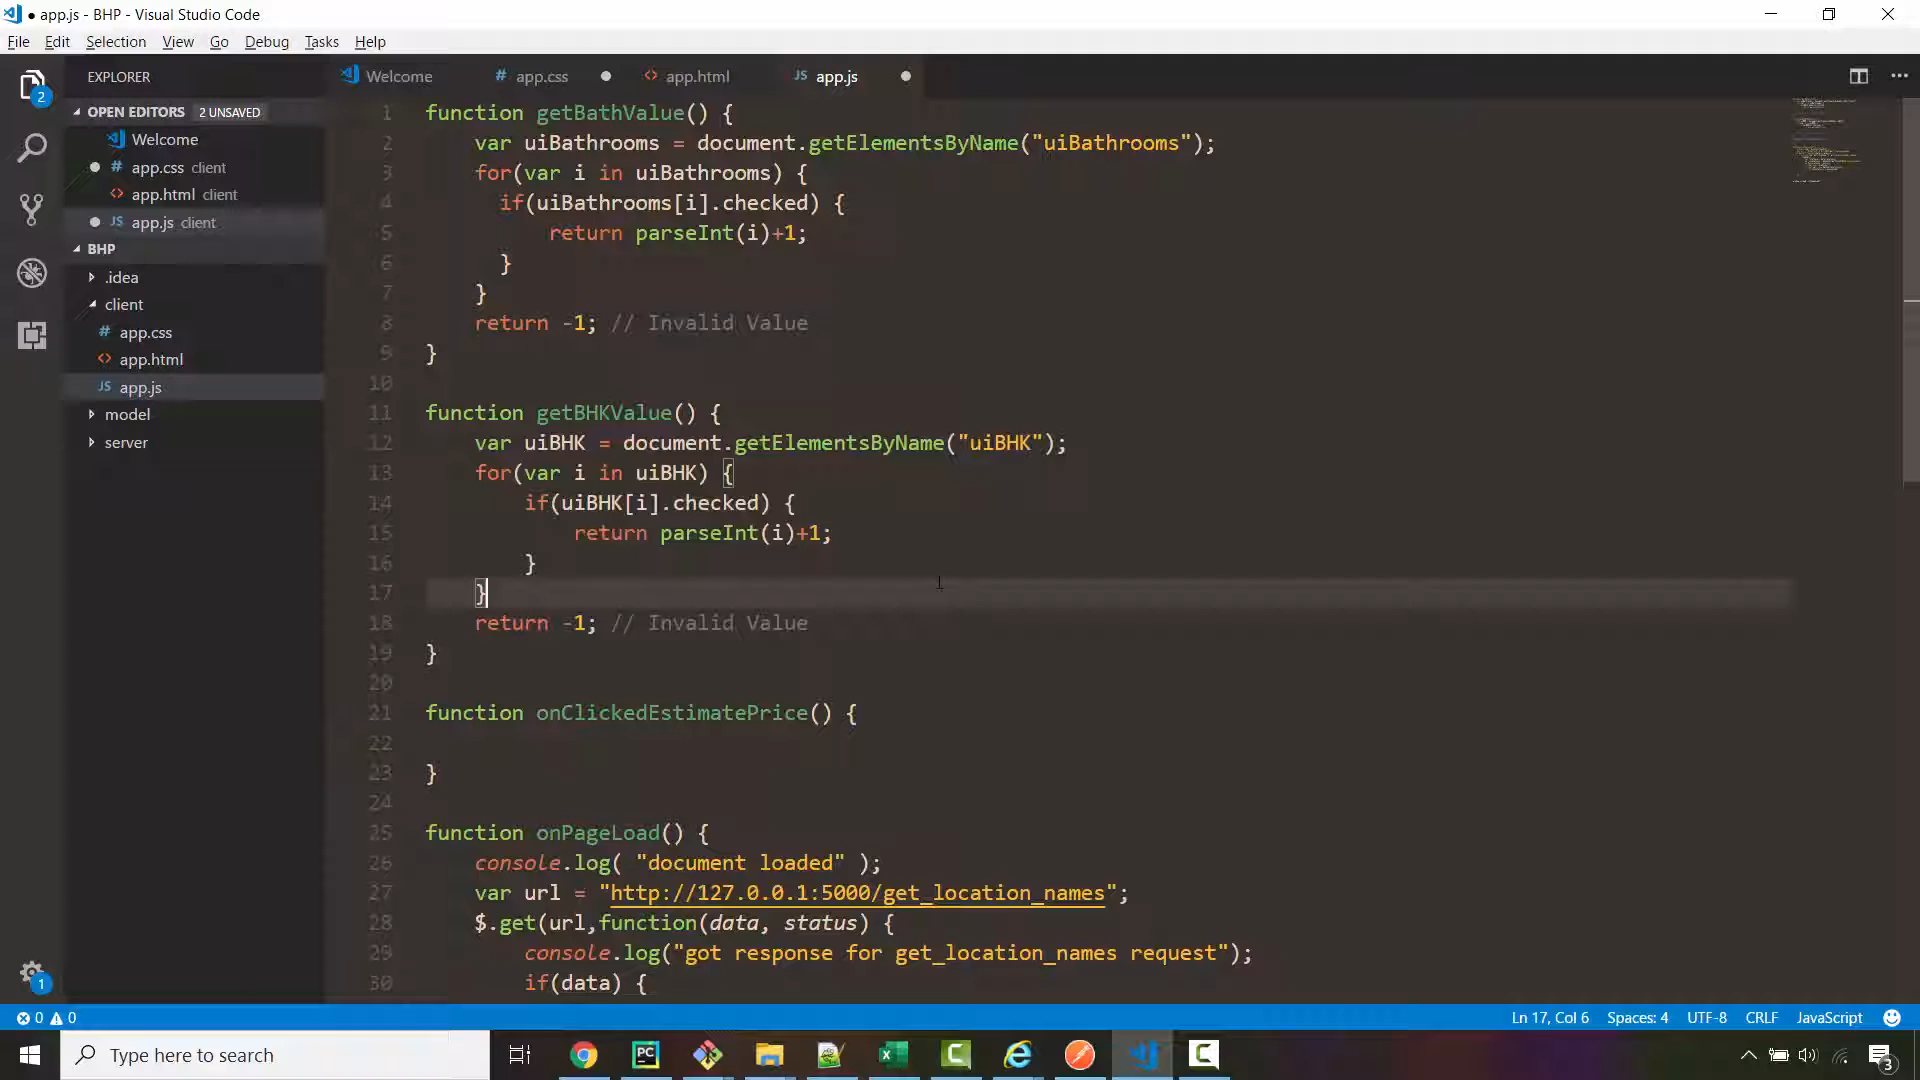 app.js - BHP - Visual Studio Code
File Edit Selection View Go Debug Tasks Help
EXPLORER
Welcome
# app.css
<> app.html
JS app.js
OPEN EDITORS 2 UNSAVED
Welcome
# app.css client
<> app.html client
JS app.js client
BHP
.idea
client
# app.css
<> app.html
JS app.js
model
server
2
1
1 function getBathValue() {
2 var uiBathrooms = document.getElementsByName("uiBathrooms");
3 for(var i in uiBathrooms) {
4 if(uiBathrooms[i].checked) {
5 return parseInt(i)+1;
6 }
7 }
8 return -1; // Invalid Value
9 }
10
11 function getBHKValue() {
12 var uiBHK = document.getElementsByName("uiBHK");
13 for(var i in uiBHK) {
14 if(uiBHK[i].checked) {
15 return parseInt(i)+1;
16 }
17 }
18 return -1; // Invalid Value
19 }
20
21 function onClickedEstimatePrice() {
22
23 }
24
25 function onPageLoad() {
26 console.log( "document loaded" );
27 var url = "http://127.0.0.1:5000/get_location_names";
28 $.get(url,function(data, status) {
29 console.log("got response for get_location_names request");
30 if(data) {
0 0
Ln 17, Col 6 Spaces: 4 UTF-8 CRLF JavaScript
Type here to search
PC
3